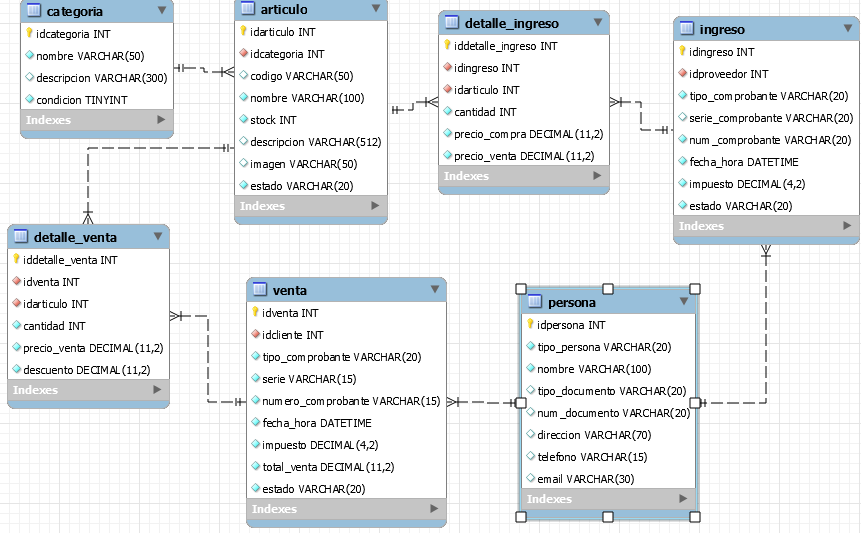 categoria
idcategoria INT
nombre VARCHAR(50)
descripcion VARCHAR(300)
condicion TINYINT
Indexes
articulo
idarticulo INT
idcategoria INT
codigo VARCHAR(50)
nombre VARCHAR(100)
stock INT
descripcion VARCHAR(512)
imagen VARCHAR(50)
estado VARCHAR(20)
Indexes
detalle_ingreso
iddetalle_ingreso INT
idingreso INT
idarticulo INT
cantidad INT
precio_compra DECIMAL(11,2)
precio_venta DECIMAL(11,2)
Indexes
ingreso
idingreso INT
idproveedor INT
tipo_comprobante VARCHAR(20)
serie_comprobante VARCHAR(20)
num_comprobante VARCHAR(20)
fecha_hora DATETIME
impuesto DECIMAL(4,2)
estado VARCHAR(20)
Indexes
detalle_venta
iddetalle_venta INT
idventa INT
idarticulo INT
cantidad INT
precio_venta DECIMAL(11,2)
descuento DECIMAL(11,2)
Indexes
venta
idventa INT
idcliente INT
tipo_comprobante VARCHAR(20)
serie VARCHAR(15)
numero_comprobante VARCHAR(15)
fecha_hora DATETIME
impuesto DECIMAL(4,2)
total_venta DECIMAL(11,2)
estado VARCHAR(20)
Indexes
persona
idpersona INT
tipo_persona VARCHAR(20)
nombre VARCHAR(100)
tipo_documento VARCHAR(20)
num_documento VARCHAR(20)
direccion VARCHAR(70)
telefono VARCHAR(15)
email VARCHAR(30)
Indexes